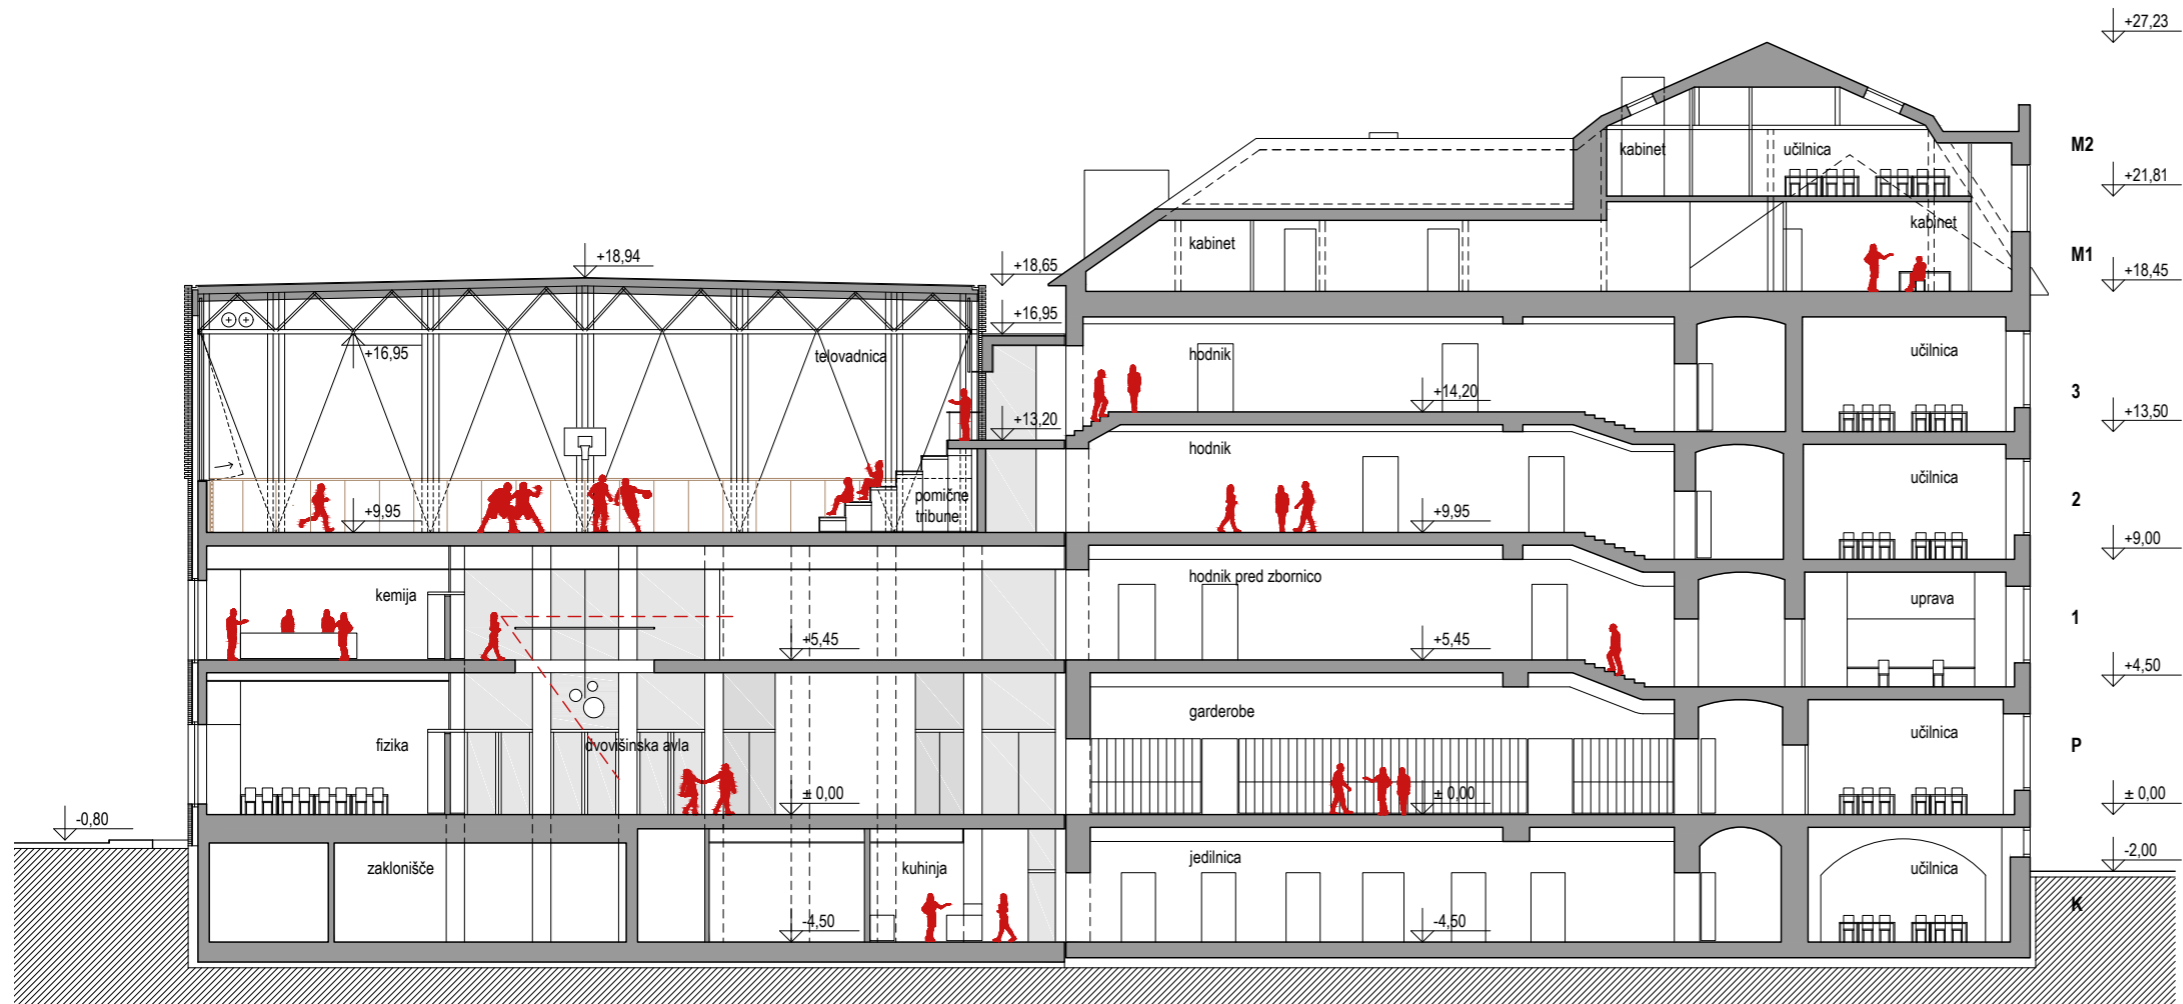 +27,23
M2
kabinet
učilnica
+21,81
kabinet
kabinet
M1
+18,94
+18,65
+18,45
+16,95
+16,95
telovadnica
hodnik
učilnica
+14,20
3
+13,20
+13,50
hodnik
učilnica
pomične
tribune
2
+9,95
+9,95
+9,00
hodnik pred zbornico
kemija
uprava
1
+5,45
+5,45
+4,50
garderobe
fizika
dvovišinska avla
učilnica
P
± 0,00
± 0,00
± 0,00
-0,80
-2,00
zaklonišče
kuhinja
jedilnica
učilnica
K
-4,50
-4,50